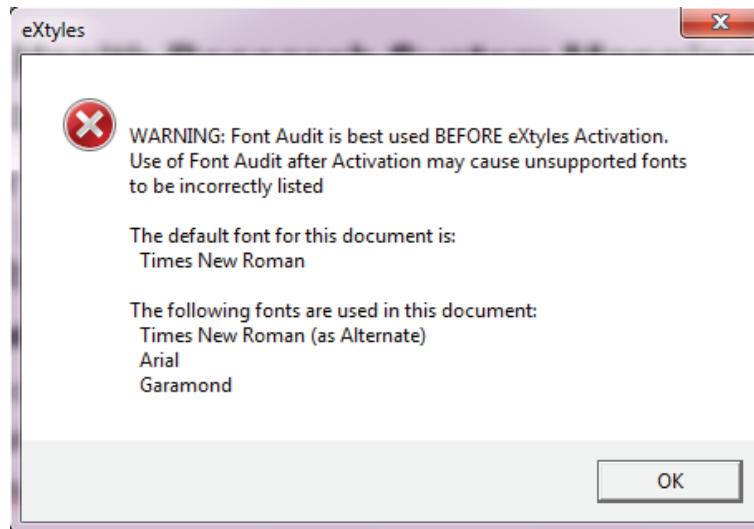 eXtyles
WARNING: Font Audit is best used BEFORE eXtyles Activation.
Use of Font Audit after Activation may cause unsupported fonts
to be incorrectly listed
The default font for this document is:
Times New Roman
The following fonts are used in this document:
Times New Roman (as Alternate)
Arial
Garamond
OK